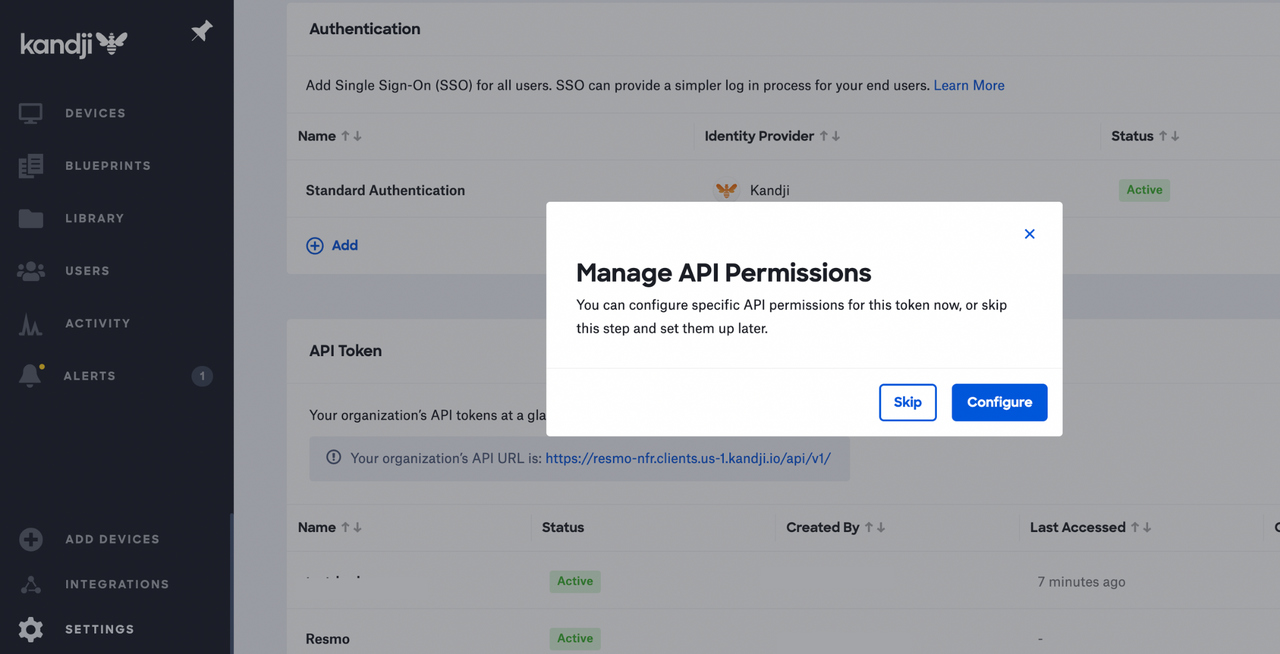 kandji
DEVICES
BLUEPRINTS
LIBRARY
USERS
ACTIVITY
ALERTS 1
ADD DEVICES
INTEGRATIONS
SETTINGS
Authentication
Add Single Sign-On (SSO) for all users. SSO can provide a simpler log in process for your end users. Learn More
Name Identity Provider Status
Standard Authentication Kandji Active
Add
Manage API Permissions
You can configure specific API permissions for this token now, or skip
this step and set them up later.
Skip Configure
API Token
Your organization's API tokens at a
Your organization's API URL is: https://resmo-nfr.clients.us-1.kandji.io/api/v1/
Name Status Created By Last Accessed
Active 7 minutes ago
Resmo Active -